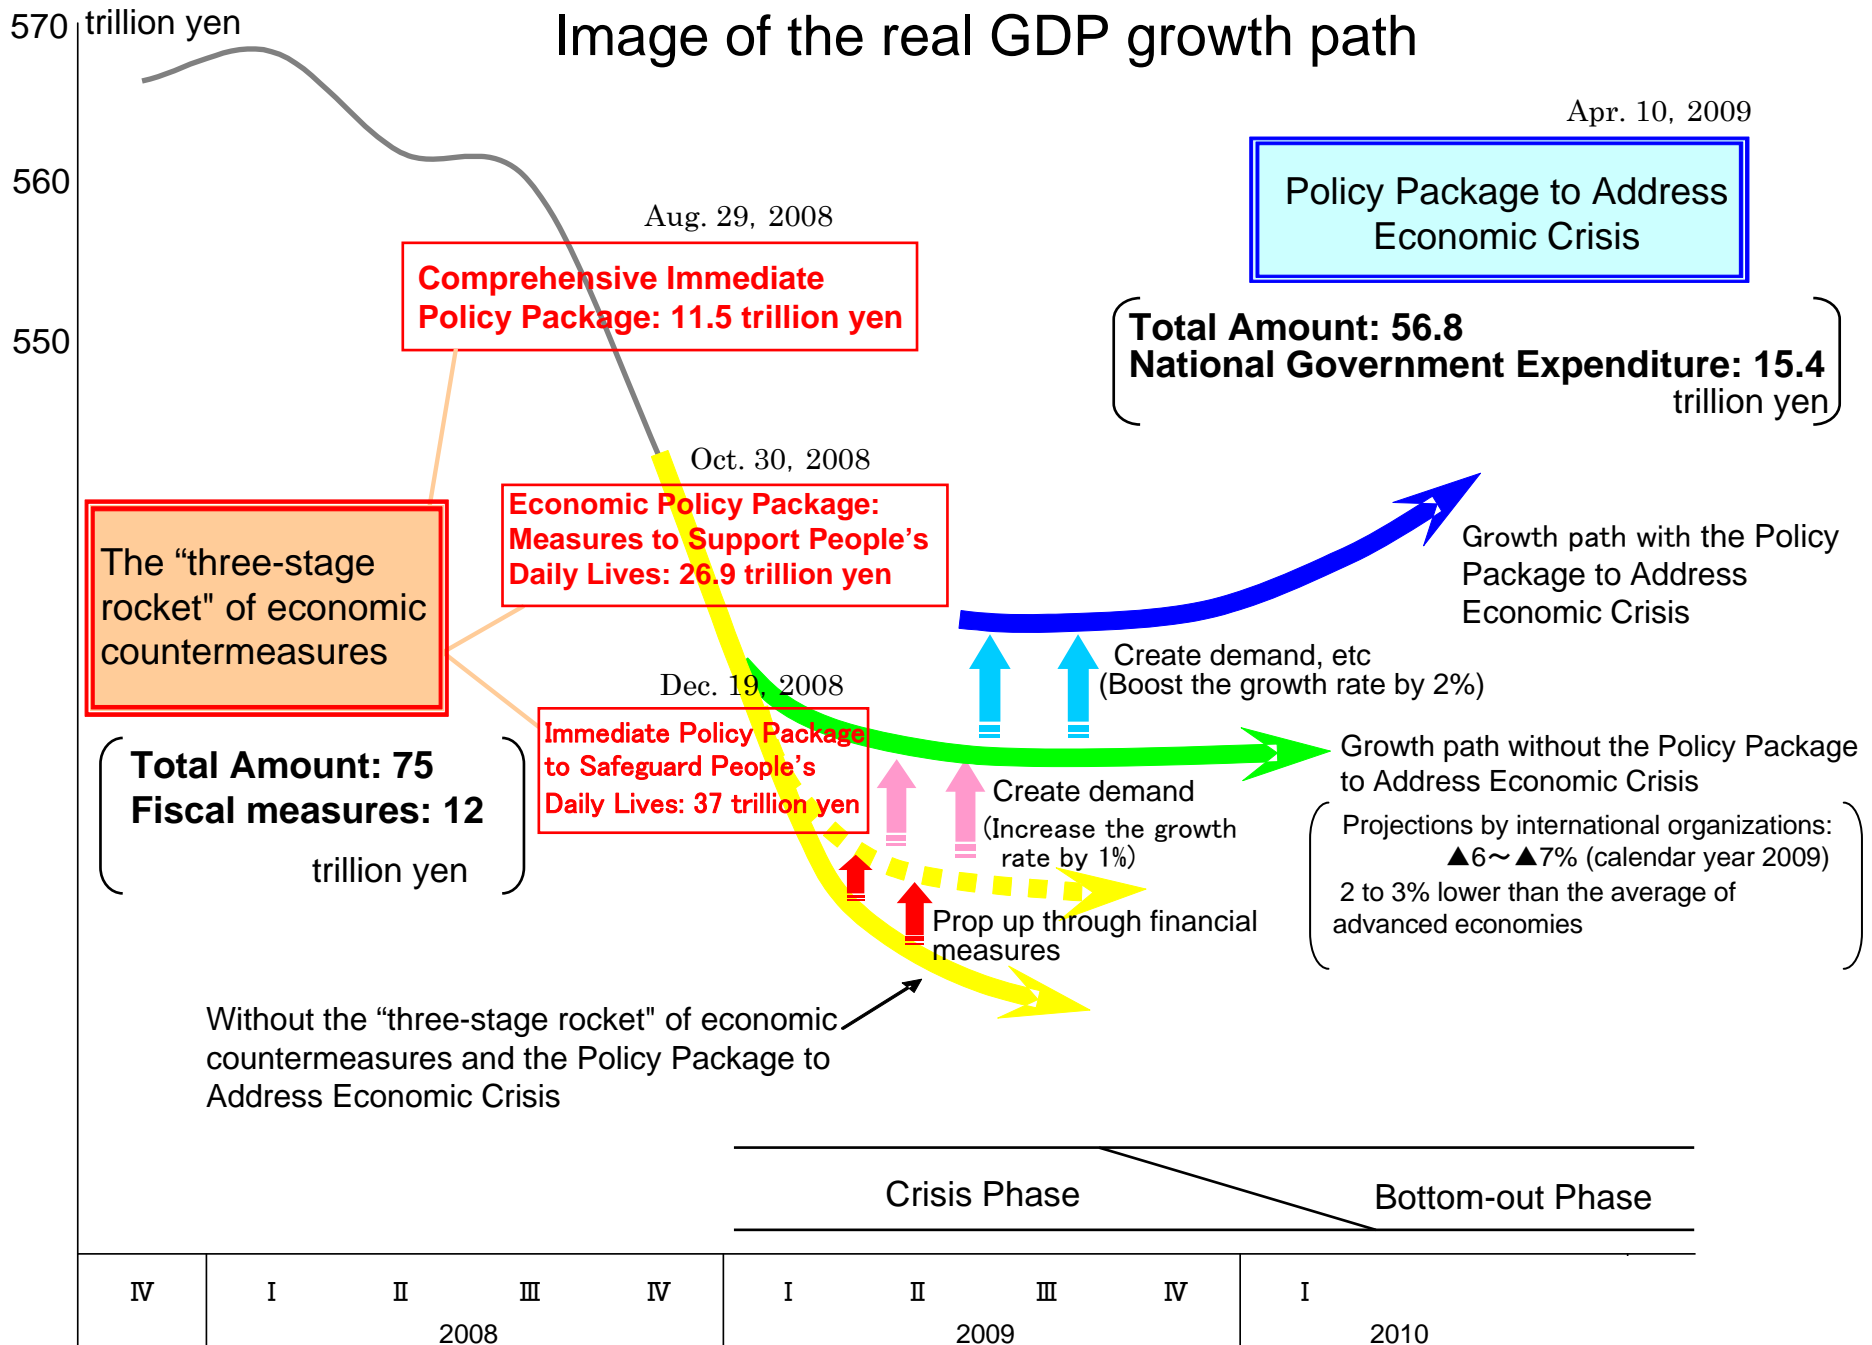 Image of the real GDP growth path
570 trillion yen
560
550
Apr. 10, 2009
Policy Package to Address
Economic Crisis
Total Amount: 56.8
National Government Expenditure: 15.4
trillion yen
Aug. 29, 2008
Comprehensive Immediate
Policy Package: 11.5 trillion yen
Oct. 30, 2008
Economic Policy Package:
Measures to Support People’s
Daily Lives: 26.9 trillion yen
The “three-stage
rocket" of economic
countermeasures
Dec. 19, 2008
Immediate Policy Package
to Safeguard People’s
Daily Lives: 37 trillion yen
Total Amount: 75
Fiscal measures: 12
trillion yen
Growth path with the Policy
Package to Address
Economic Crisis
Create demand, etc
(Boost the growth rate by 2%)
Growth path without the Policy Package
to Address Economic Crisis
Create demand
(Increase the growth
rate by 1%)
Projections by international organizations:
▲6～▲7% (calendar year 2009)
2 to 3% lower than the average of
advanced economies
Prop up through financial
measures
Without the “three-stage rocket" of economic
countermeasures and the Policy Package to
Address Economic Crisis
Crisis Phase
Bottom-out Phase
Ⅳ Ⅰ Ⅱ Ⅲ Ⅳ Ⅰ Ⅱ Ⅲ Ⅳ Ⅰ
2008 2009 2010